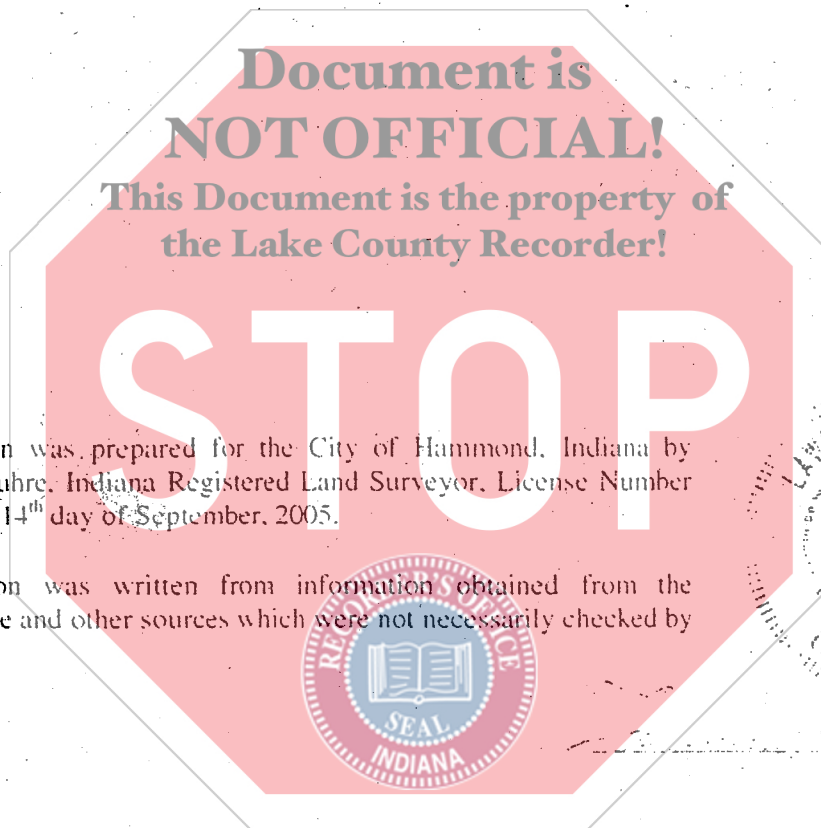 Document is
NOT OFFICIAL!
This Document is the property of
the Lake County Recorder!
STOP
n was prepared for the City of Hammond, Indiana by
uhre, Indiana Registered Land Surveyor, License Number
14th day of September, 2005.
on was written from information obtained from the
e and other sources which were not necessarily checked by
RECORDER'S OFFICE
SEAL
INDIANA